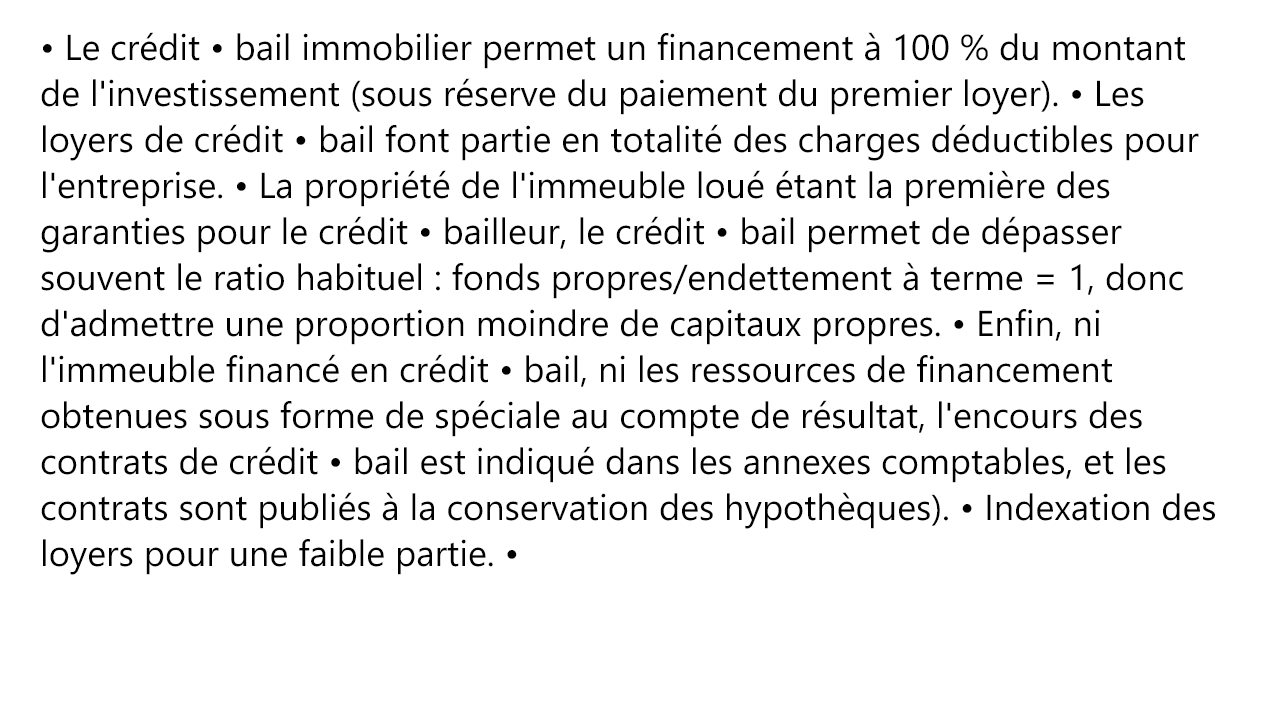 • Le crédit • bail immobilier permet un financement à 100 % du montant
de l'investissement (sous réserve du paiement du premier loyer). • Les
loyers de crédit • bail font partie en totalité des charges déductibles pour
l'entreprise. • La propriété de l'immeuble loué étant la première des
garanties pour le crédit • bailleur, le crédit • bail permet de dépasser
souvent le ratio habituel : fonds propres/endettement à terme = 1, donc
d'admettre une proportion moindre de capitaux propres. • Enfin, ni
l'immeuble financé en crédit • bail, ni les ressources de financement
obtenues sous forme de spéciale au compte de résultat, l'encours des
contrats de crédit • bail est indiqué dans les annexes comptables, et les
contrats sont publiés à la conservation des hypothèques). • Indexation des
loyers pour une faible partie. •